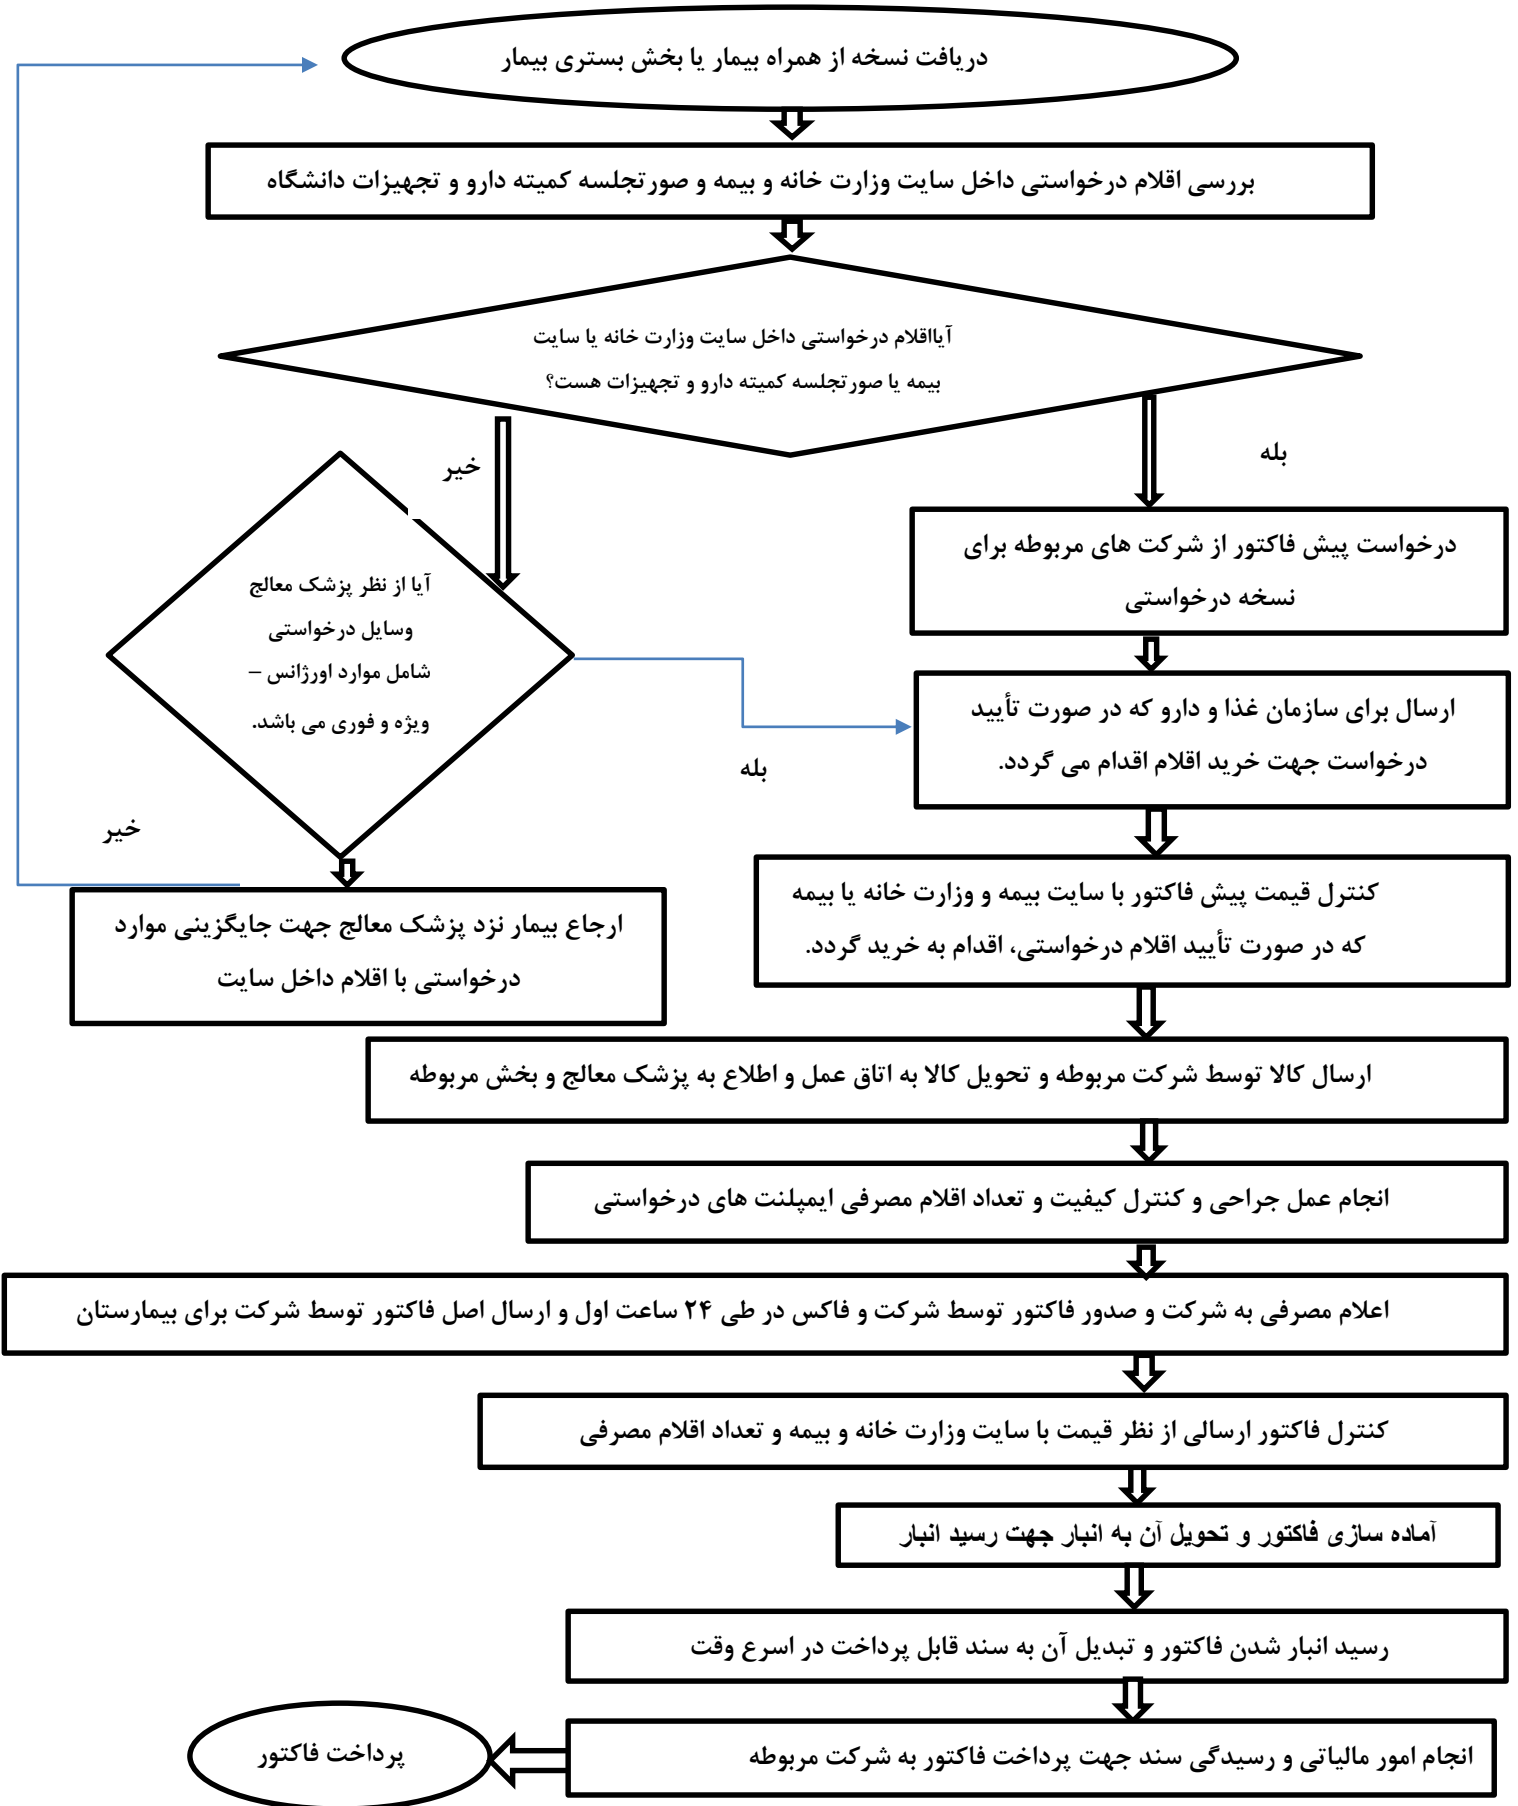 دریافت نسخه از همراه بیمار یا بخش بستری بیمار
بررسی اقلام درخواستی داخل سایت وزارت خانه و بیمه و صورتجلسه کمیته دارو و تجهیزات دانشگاه
آیااقلام درخواستی داخل سایت وزارت خانه یا سایت
بیمه یا صورتجلسه کمیته دارو و تجهیزات هست؟
بله
خیر
درخواست پیش فاکتور از شرکت های مربوطه برای
نسخه درخواستی
آیا از نظر پزشک معالج
وسایل درخواستی
شامل موارد اورژانس –
ویژه و فوری می باشد.
ارسال برای سازمان غذا و دارو که در صورت تأیید
درخواست جهت خرید اقلام اقدام می گردد.
بله
خیر
کنترل قیمت پیش فاکتور با سایت بیمه و وزارت خانه یا بیمه
که در صورت تأیید اقلام درخواستی، اقدام به خرید گردد.
ارجاع بیمار نزد پزشک معالج جهت جایگزینی موارد
درخواستی با اقلام داخل سایت
ارسال کالا توسط شرکت مربوطه و تحویل کالا به اتاق عمل و اطلاع به پزشک معالج و بخش مربوطه
انجام عمل جراحی و کنترل کیفیت و تعداد اقلام مصرفی ایمپلنت های درخواستی
اعلام مصرفی به شرکت و صدور فاکتور توسط شرکت و فاکس در طی ۲۴ ساعت اول و ارسال اصل فاکتور توسط شرکت برای بیمارستان
کنترل فاکتور ارسالی از نظر قیمت با سایت وزارت خانه و بیمه و تعداد اقلام مصرفی
آماده سازی فاکتور و تحویل آن به انبار جهت رسید انبار
رسید انبار شدن فاکتور و تبدیل آن به سند قابل پرداخت در اسرع وقت
انجام امور مالیاتی و رسیدگی سند جهت پرداخت فاکتور به شرکت مربوطه
پرداخت فاکتور